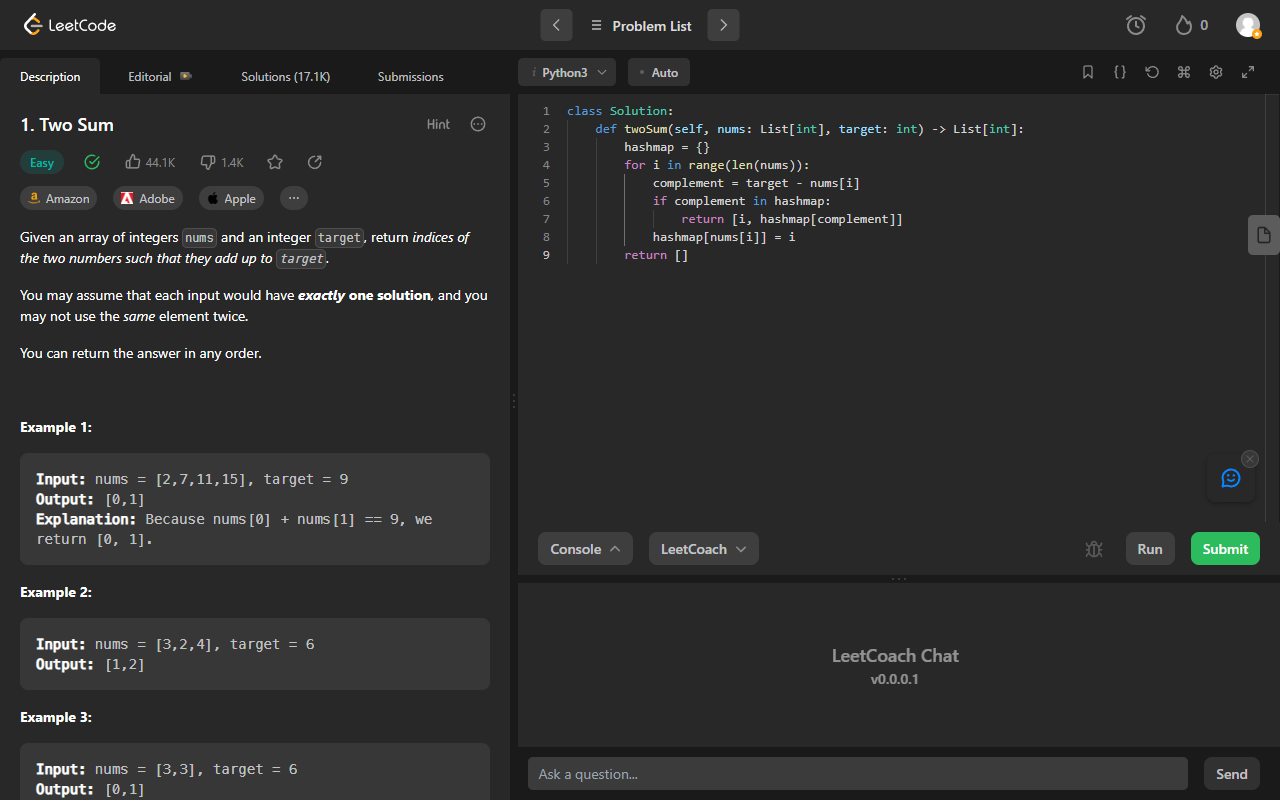 LeetCode
Problem List
0
Description
Editorial
Solutions (17.1K)
Submissions
1. Two Sum
Hint
Easy
44.1K
1.4K
Amazon
Adobe
Apple
Given an array of integers nums and an integer target, return indices of
the two numbers such that they add up to target.
You may assume that each input would have exactly one solution, and you
may not use the same element twice.
You can return the answer in any order.
Example 1:
Input: nums = [2,7,11,15], target = 9
Output: [0,1]
Explanation: Because nums[0] + nums[1] == 9, we
return [0, 1].
Example 2:
Input: nums = [3,2,4], target = 6
Output: [1,2]
Example 3:
Input: nums = [3,3], target = 6
Output: [0,1]
i Python3
• Auto
{}
1 class Solution:
2     def twoSum(self, nums: List[int], target: int) -> List[int]:
3         hashmap = {}
4         for i in range(len(nums)):
5             complement = target - nums[i]
6             if complement in hashmap:
7                 return [i, hashmap[complement]]
8             hashmap[nums[i]] = i
9         return []
Console
LeetCoach
Run
Submit
LeetCoach Chat
v0.0.0.1
Ask a question...
Send